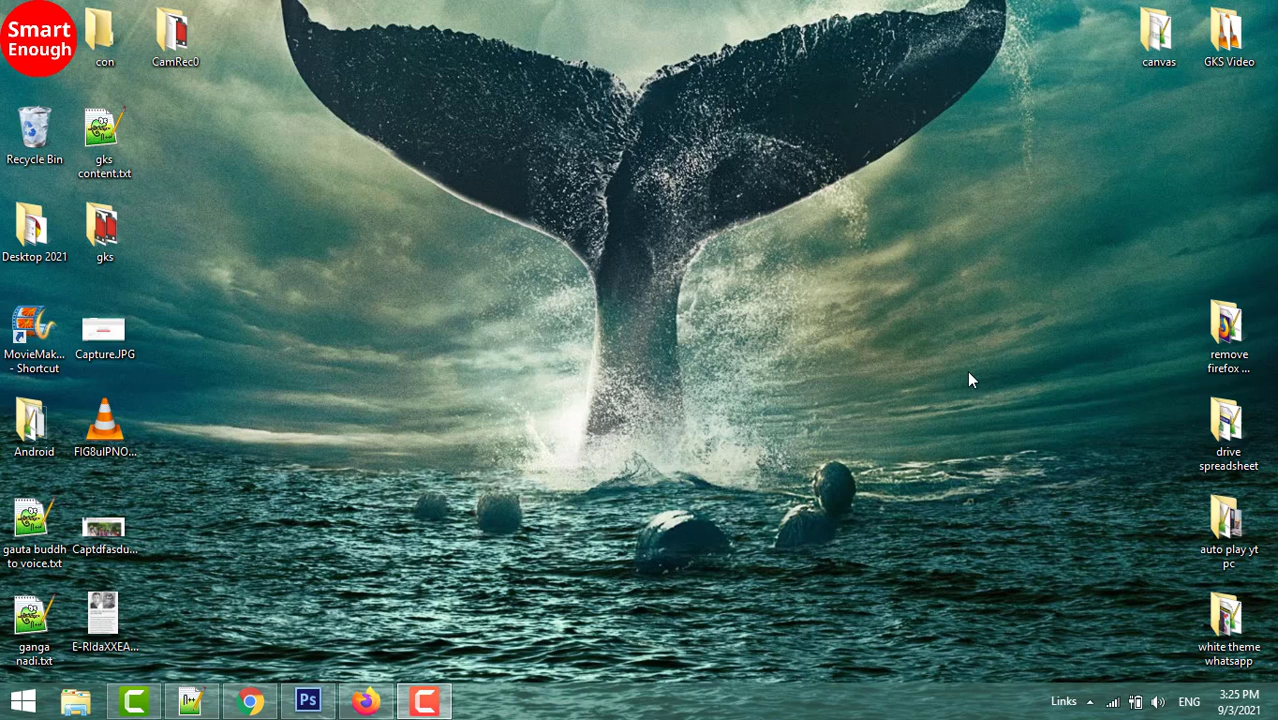 Smart
Enough
con
CamRec0
canvas
GKS Video
Recycle Bin
gks
content.txt
Desktop 2021
gks
MovieMak...
- Shortcut
Capture.JPG
remove
firefox ...
Android
FIG8uIPNO...
drive
spreadsheet
gauta buddh
to voice.txt
Captdfasdu...
auto play yt
pc
ganga
nadi.txt
E-RIdaXXEA...
white theme
whatsapp
Ps
Links
ENG
3:25 PM
9/3/2021